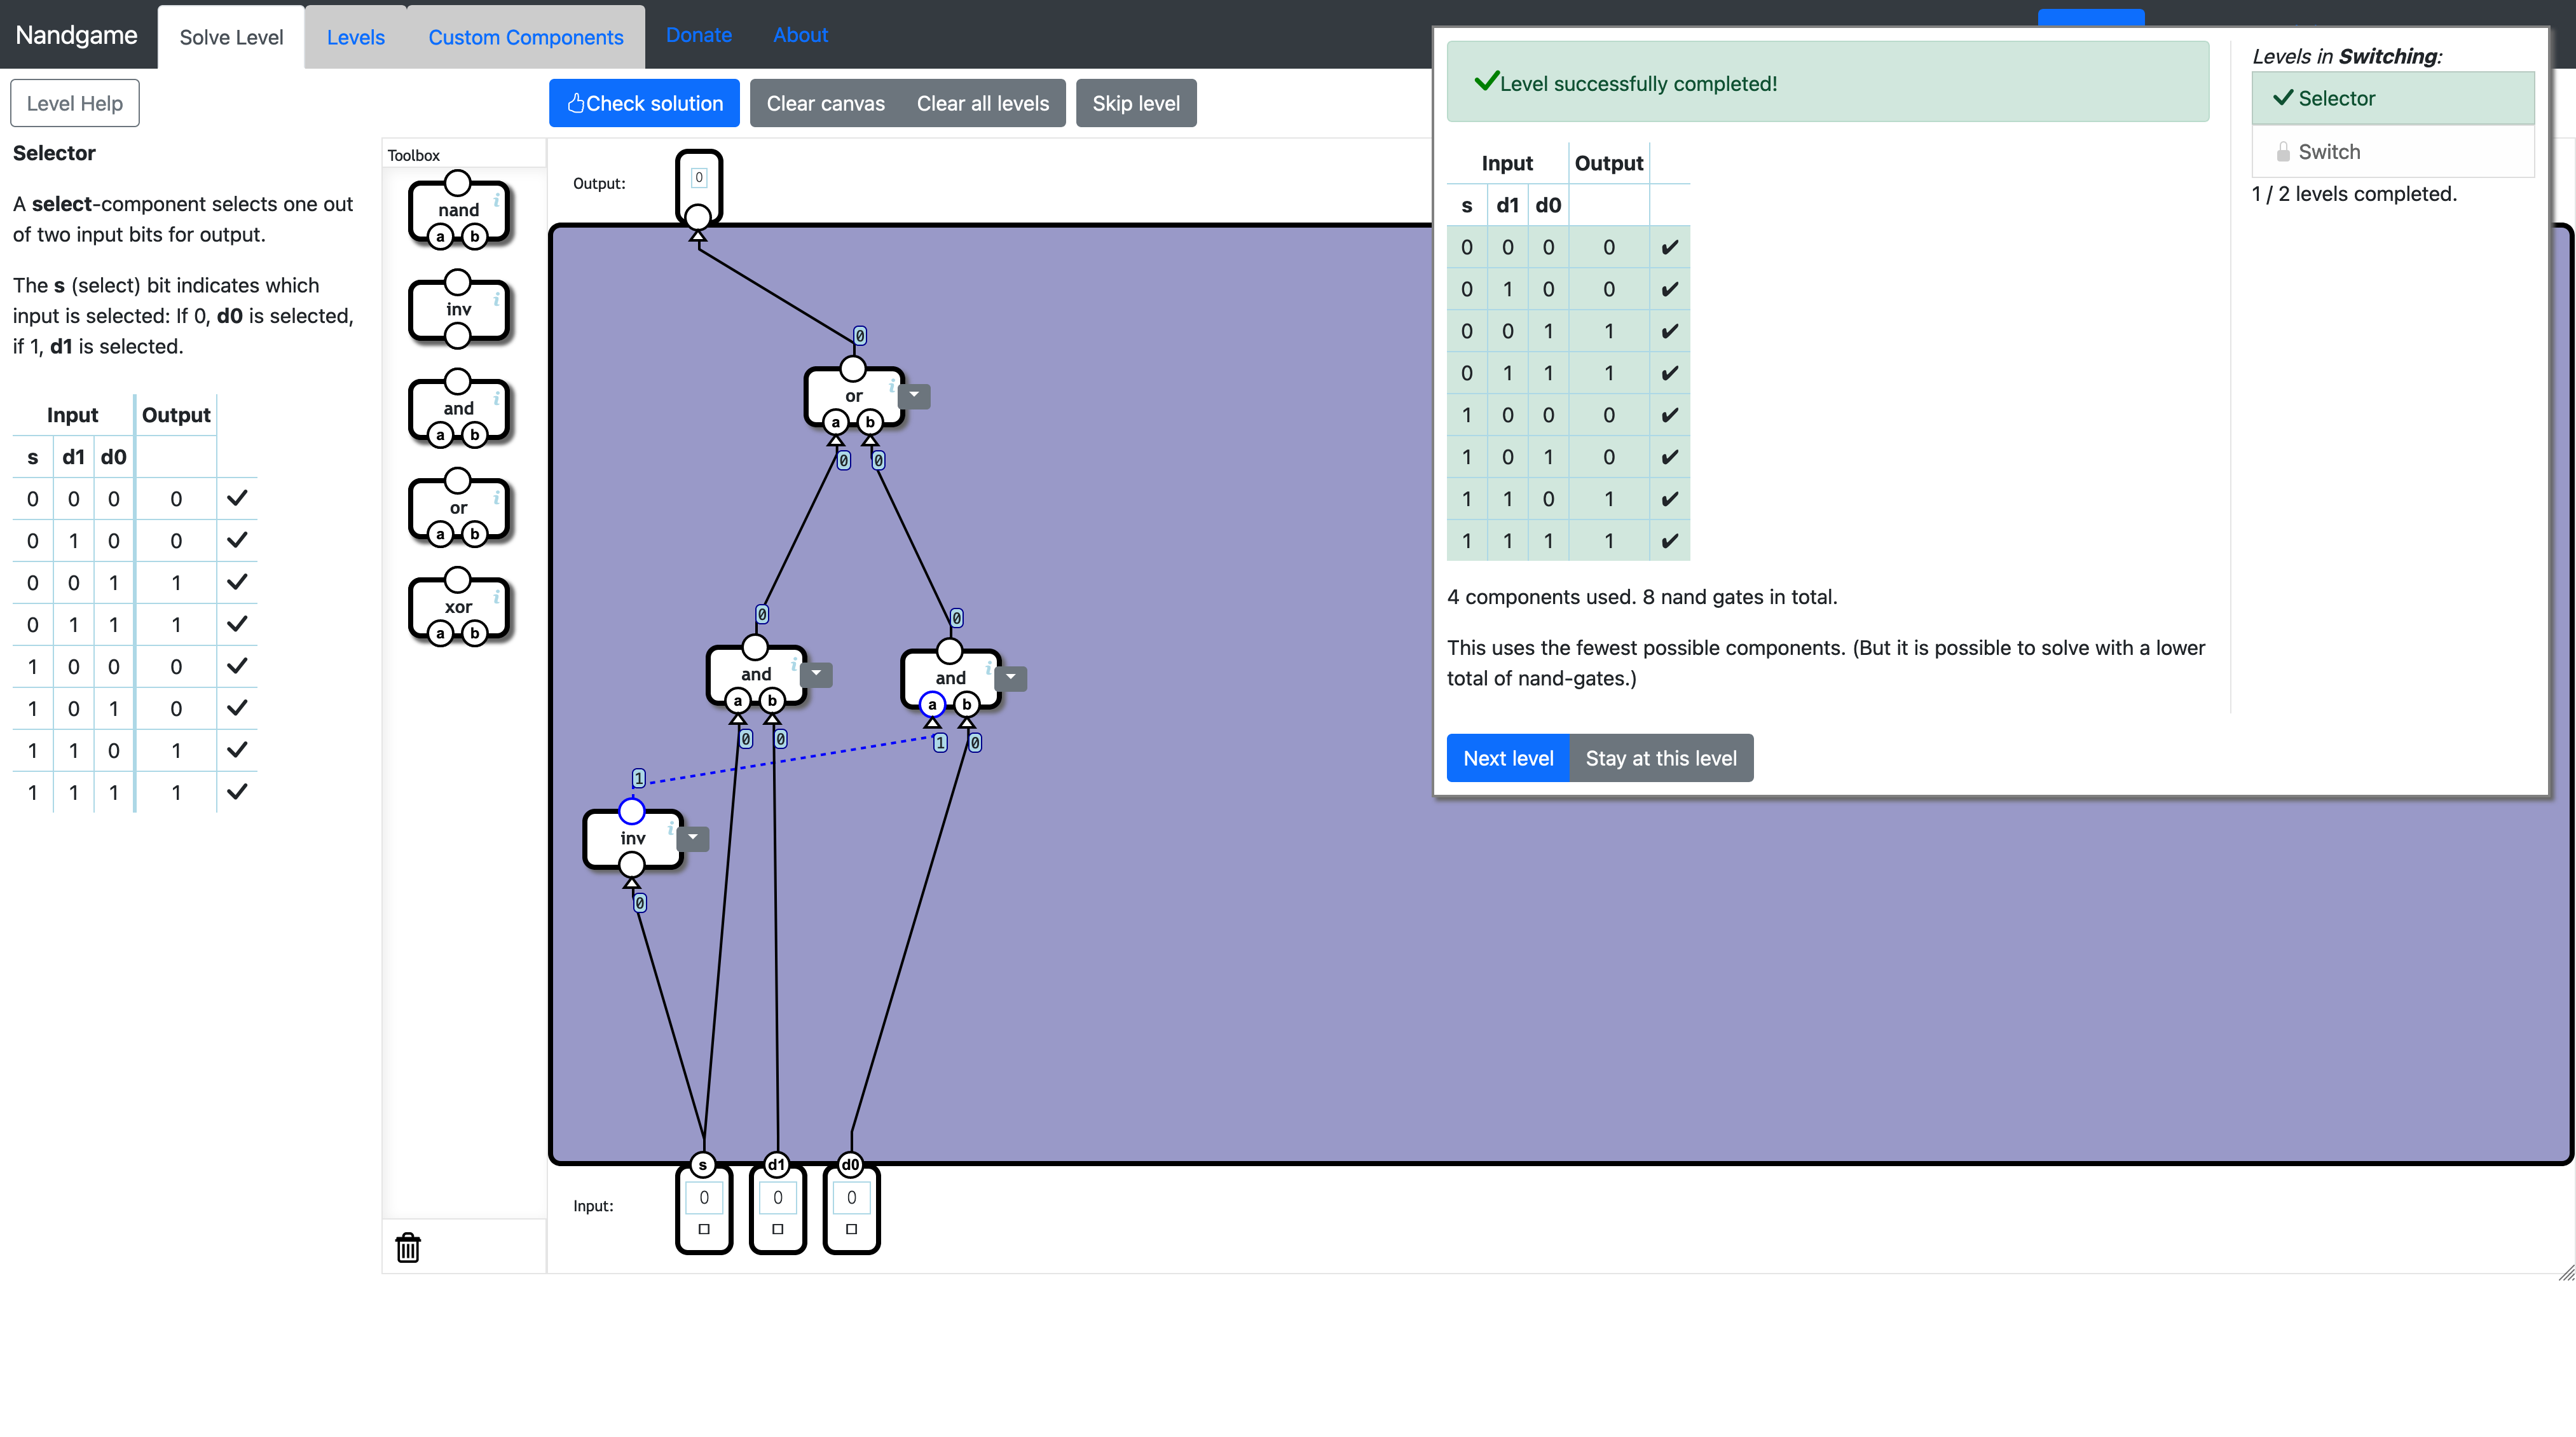 Nandgame Solve Level Levels Custom Components Donate About
Level Help
Check solution Clear canvas Clear all levels Skip level
Selector
A select-component selects one out
of two input bits for output.
The s (select) bit indicates which
input is selected: If 0, d0 is selected,
if 1, d1 is selected.
Input Output
s d1 d0
0 0 0 0 ✓
0 1 0 0 ✓
0 0 1 1 ✓
0 1 1 1 ✓
1 0 0 0 ✓
1 0 1 0 ✓
1 1 0 1 ✓
1 1 1 1 ✓
Toolbox
nand
a b
inv
and
a b
or
a b
xor
a b
Output:
0
0
or
a b
0 0
0 0
and
a b
0 0
and
a b
1 0
1
inv
0
s d1 d0
Input:
0 0 0
Level successfully completed!
Input Output
s d1 d0
0 0 0 0 ✔
0 1 0 0 ✔
0 0 1 1 ✔
0 1 1 1 ✔
1 0 0 0 ✔
1 0 1 0 ✔
1 1 0 1 ✔
1 1 1 1 ✔
4 components used. 8 nand gates in total.
This uses the fewest possible components. (But it is possible to solve with a lower
total of nand-gates.)
Next level Stay at this level
Levels in Switching:
Selector
Switch
1 / 2 levels completed.